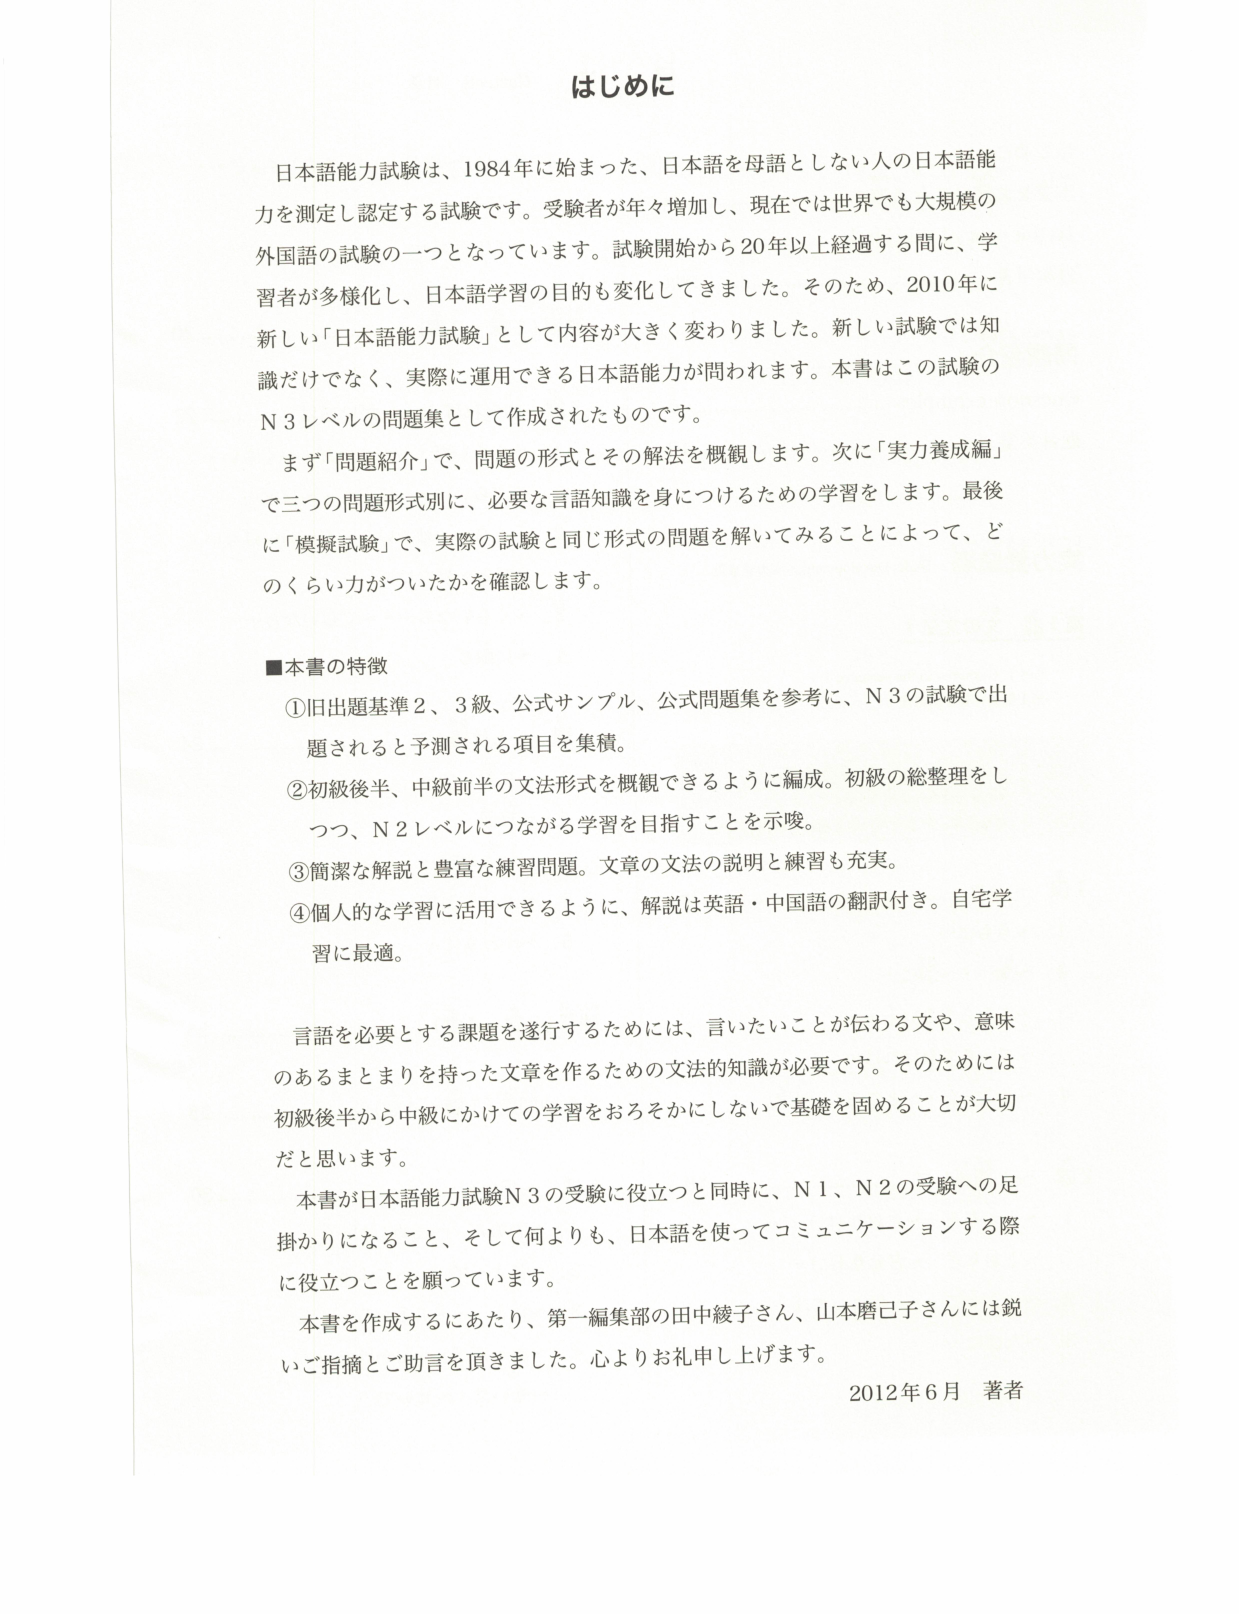 はじめに
日本語能力試験は、1984年に始まった、日本語を母語としない人の日本語能
力を測定し認定する試験です。受験者が年々増加し、現在では世界でも大規模の
外国語の試験の一つとなっています。試験開始から20年以上経過する間に、学
習者が多様化し、日本語学習の目的も変化してきました。そのため、2010年に
新しい「日本語能力試験」として内容が大きく変わりました。新しい試験では知
識だけでなく、実際に運用できる日本語能力が問われます。本書はこの試験の
N3レベルの問題集として作成されたものです。
まず「問題紹介」で、問題の形式とその解法を概観します。次に「実力養成編」
で三つの問題形式別に、必要な言語知識を身につけるための学習をします。最後
に「模擬試験」で、実際の試験と同じ形式の問題を解いてみることによって、ど
のくらい力がついたかを確認します。
■本書の特徴
①旧出題基準2、3級、公式サンプル、公式問題集を参考に、N3の試験で出
題されると予測される項目を集積。
②初級後半、中級前半の文法形式を概観できるように編成。初級の総整理をし
つつ、N2レベルにつながる学習を目指すことを示唆。
③簡潔な解説と豊富な練習問題。文章の文法の説明と練習も充実。
④個人的な学習に活用できるように、解説は英語・中国語の翻訳付き。自宅学
習に最適。
言語を必要とする課題を遂行するためには、言いたいことが伝わる文や、意味
のあるまとまりを持った文章を作るための文法的知識が必要です。そのためには
初級後半から中級にかけての学習をおろそかにしないで基礎を固めることが大切
だと思います。
本書が日本語能力試験N3の受験に役立つと同時に、N1、N2の受験への足
掛かりになること、そして何よりも、日本語を使ってコミュニケーションする際
に役立つことを願っています。
本書を作成するにあたり、第一編集部の田中綾子さん、山本磨己子さんには鋭
いご指摘とご助言を頂きました。心よりお礼申し上げます。
2012年6月 著者